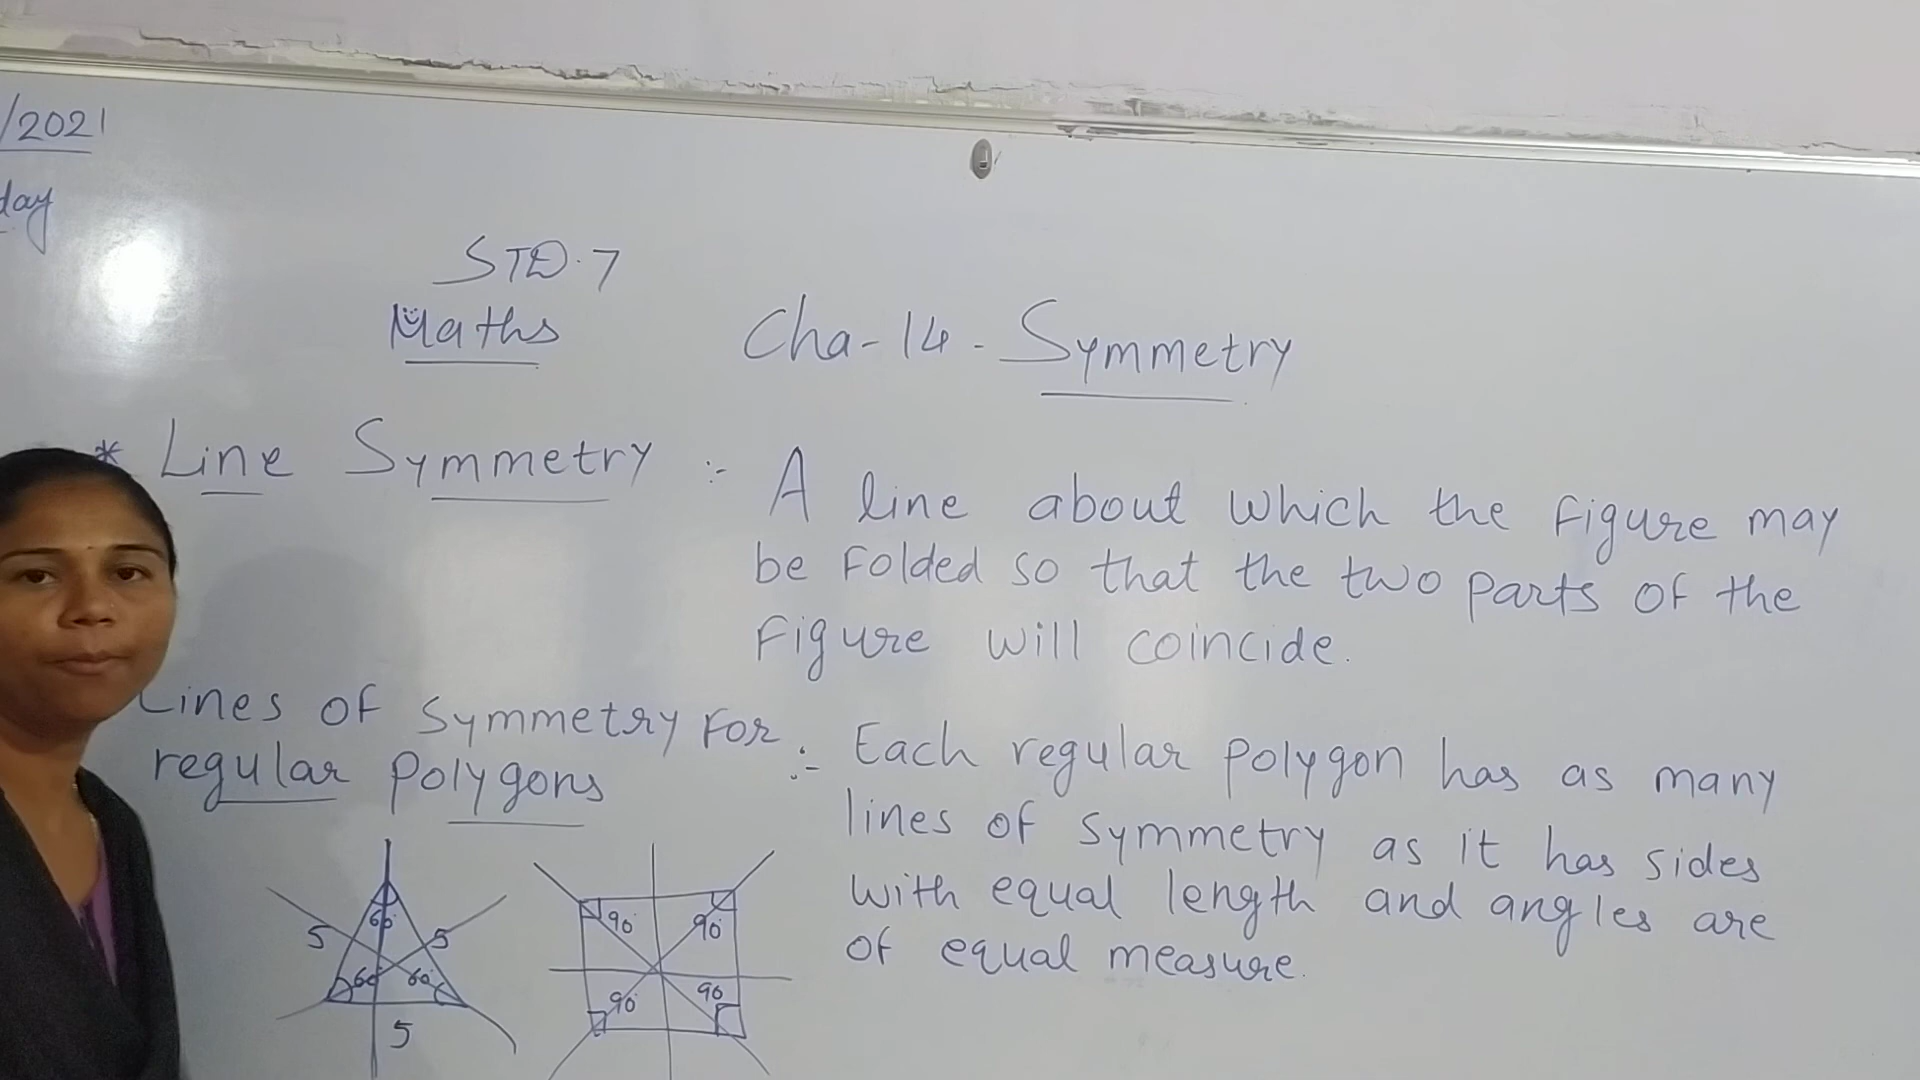 /2021
day
STD.7
Maths
Cha-14 - Symmetry
* Line Symmetry :-
A line about which the figure may
be folded so that the two parts of the
figure will coincide.
Lines of symmetry for
regular polygons :-
Each regular polygon has as many
lines of symmetry as it has sides
with equal length and angles are
of equal measure.
60°
5 5
60° 60°
5
90° 90°
90° 90